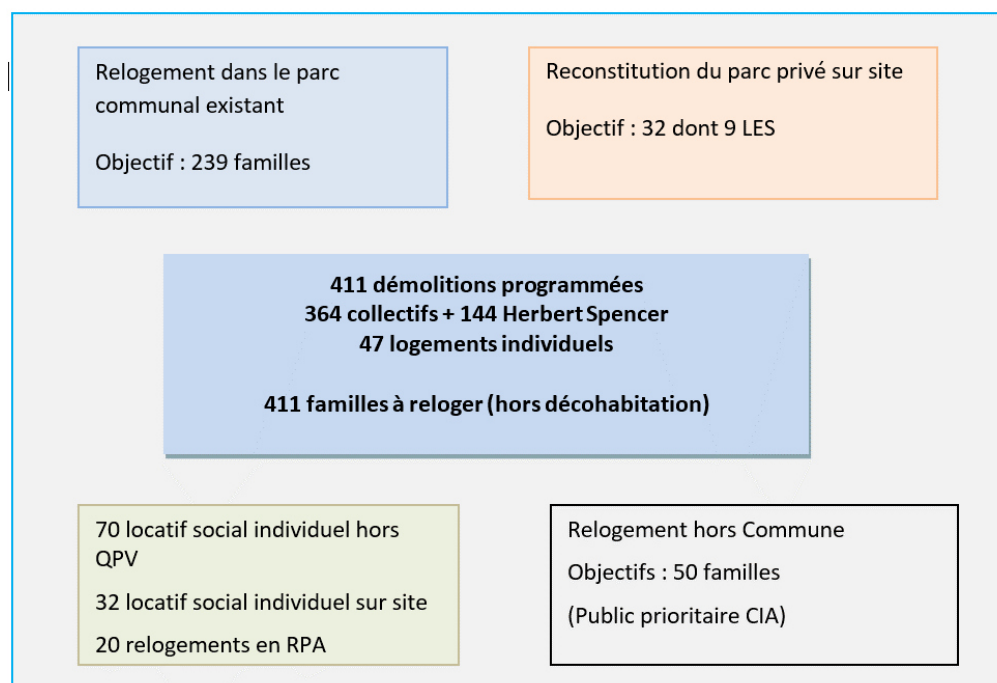 Relogement dans le parc
communal existant
Objectif : 239 familles
Reconstitution du parc privé sur site
Objectif : 32 dont 9 LES
411 démolitions programmées
364 collectifs + 144 Herbert Spencer
47 logements individuels
411 familles à reloger (hors décohabitation)
70 locatif social individuel hors
QPV
32 locatif social individuel sur site
20 relogements en RPA
Relogement hors Commune
Objectifs : 50 familles
(Public prioritaire CIA)